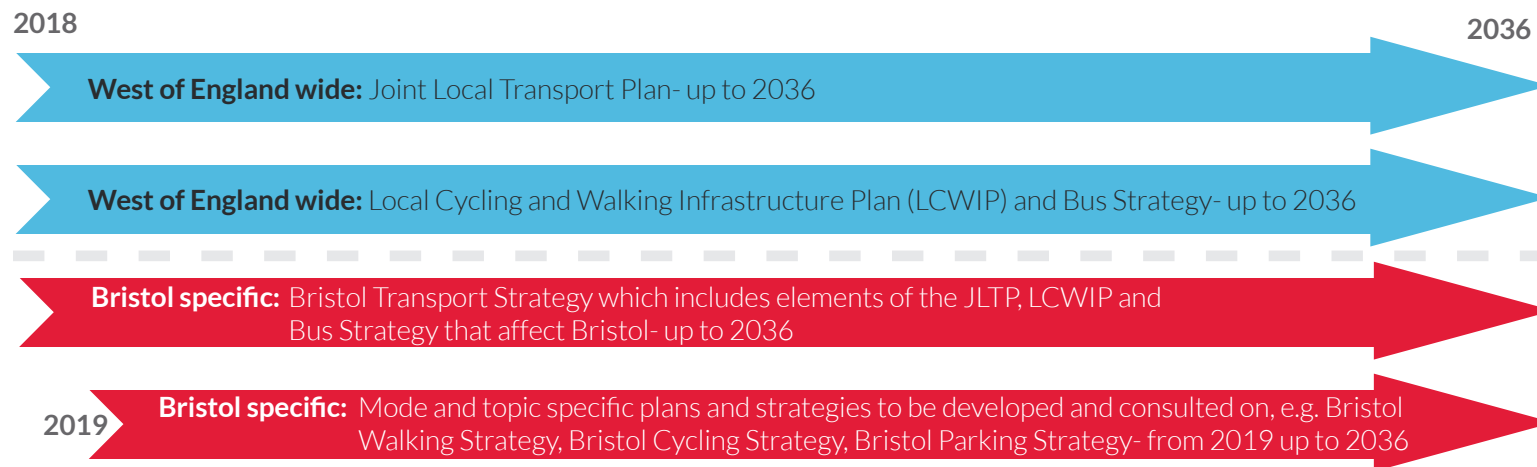 2018
2036
West of England wide: Joint Local Transport Plan- up to 2036
West of England wide: Local Cycling and Walking Infrastructure Plan (LCWIP) and Bus Strategy- up to 2036
Bristol specific: Bristol Transport Strategy which includes elements of the JLTP, LCWIP and
Bus Strategy that affect Bristol- up to 2036
2019
Bristol specific: Mode and topic specific plans and strategies to be developed and consulted on, e.g. Bristol
Walking Strategy, Bristol Cycling Strategy, Bristol Parking Strategy- from 2019 up to 2036